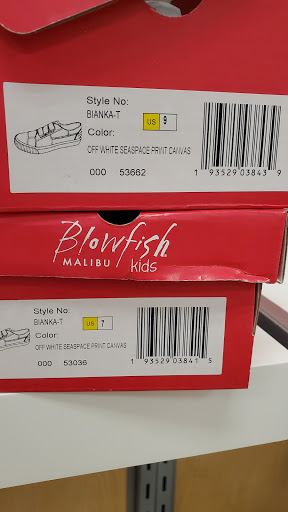 Style No:
BIANKA-T
US 9
Color:
OFF WHITE SEASPACE PRINT CANVAS
000 53662
1 93529 03843 9
Blowfish
MALIBU kids
Style No:
BIANKA-T
US 7
Color:
OFF WHITE SEASPACE PRINT CANVAS
000 53036
1 93529 03841 5